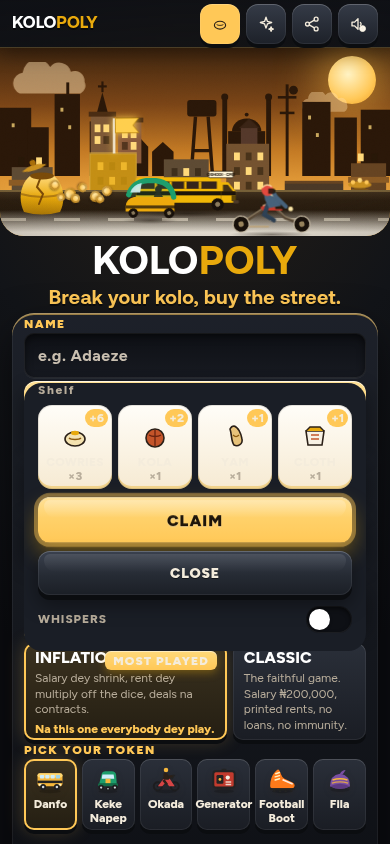 KOLOPOLY
KOLOPOLY
Break your kolo, buy the street.
NAME
e.g. Adaeze
Shelf
+6
+2
+1
+1
×3
×1
×1
×1
CLAIM
CLOSE
WHISPERS
MOST PLAYED
Salary dey shrink, rent dey
multiply off the dice, deals na
contracts.
Na this one everybody dey play.
CLASSIC
The faithful game.
Salary ₦200,000,
printed rents, no
loans, no immunity.
PICK YOUR TOKEN
Danfo
Keke
Napep
Okada
Generator
Football
Boot
Fila